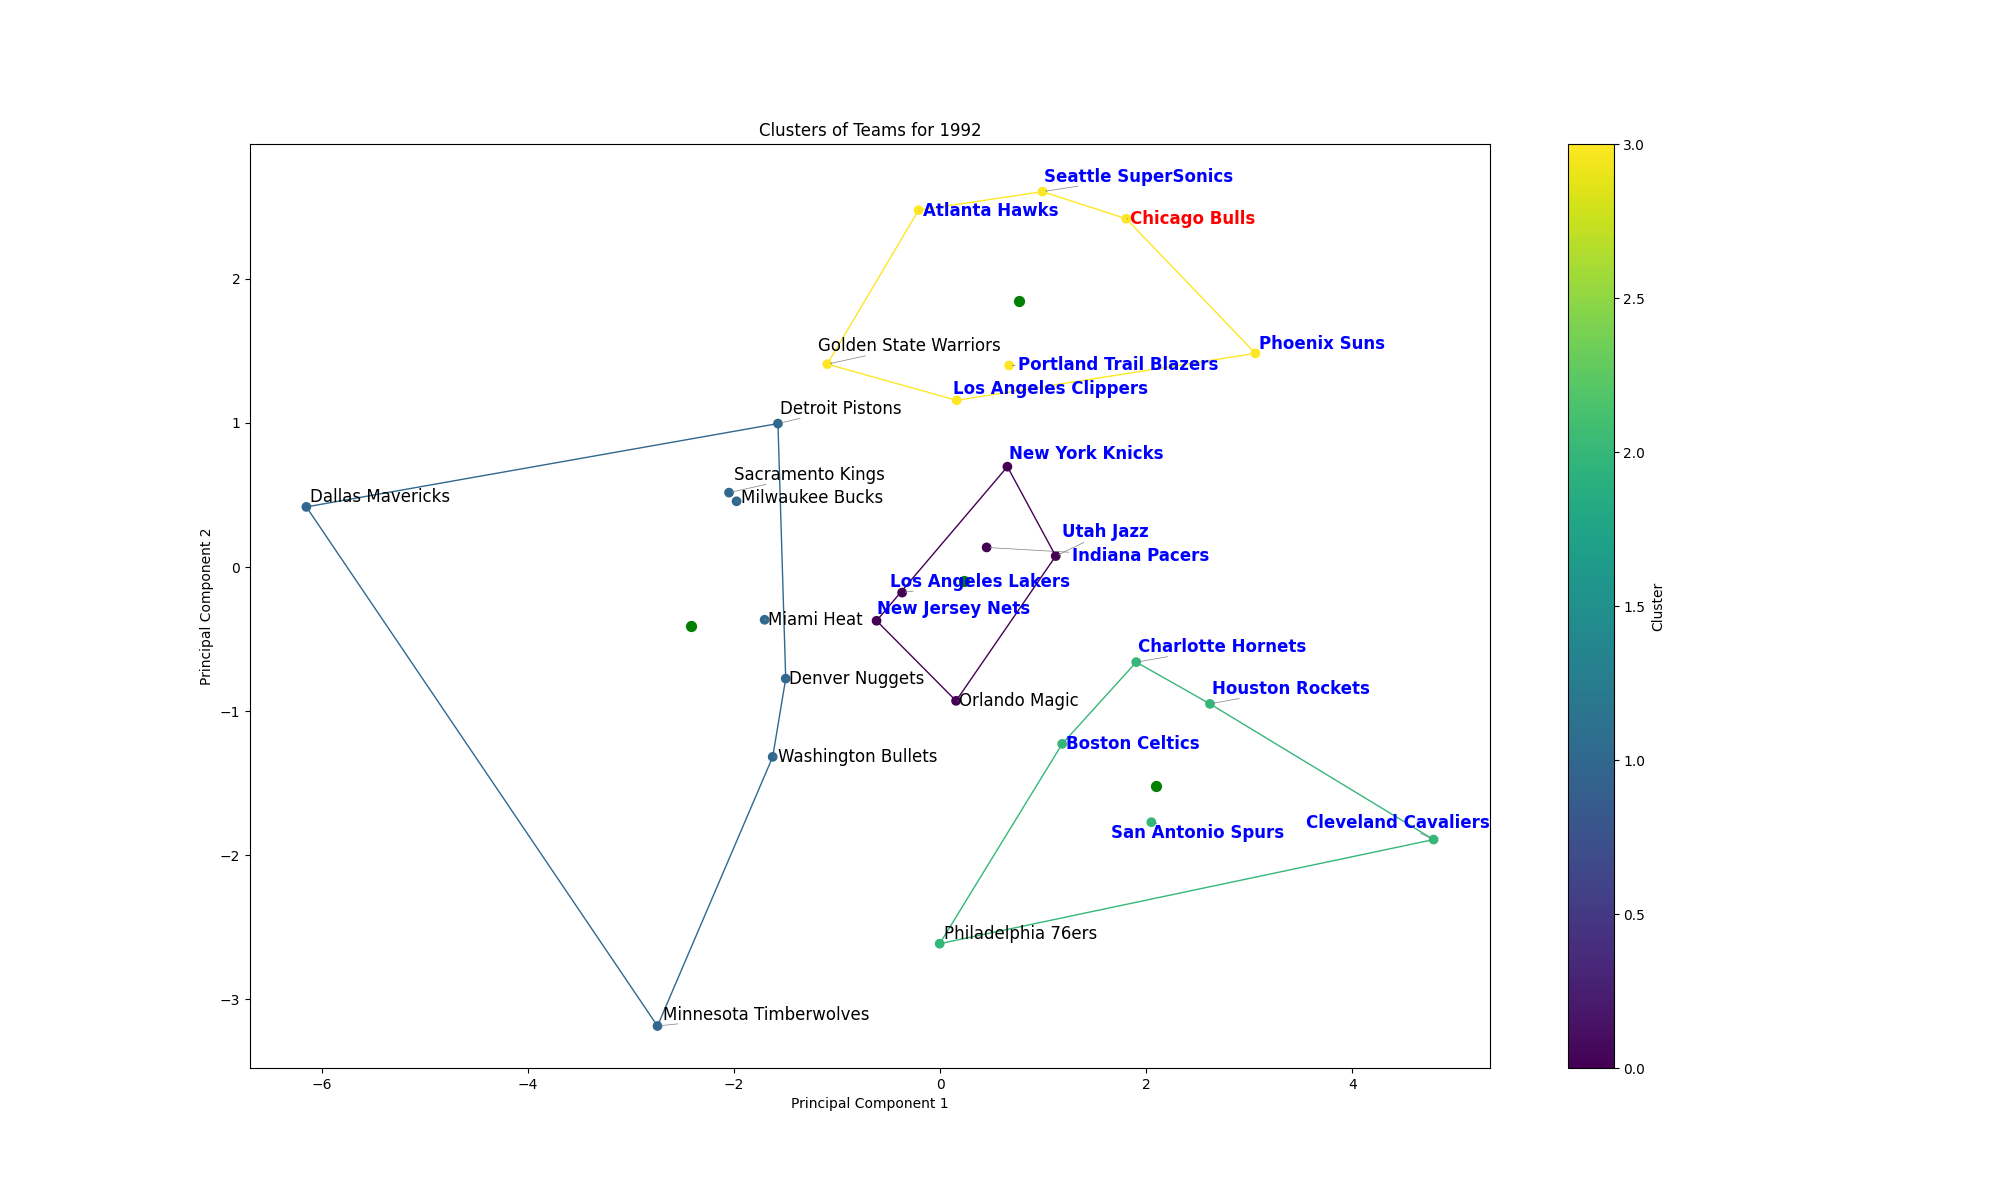 Clusters of Teams for 1992
Seattle SuperSonics
Atlanta Hawks
Chicago Bulls
Golden State Warriors
Phoenix Suns
Portland Trail Blazers
Los Angeles Clippers
Detroit Pistons
New York Knicks
Sacramento Kings
Dallas Mavericks
Milwaukee Bucks
Utah Jazz
Indiana Pacers
Los Angeles Lakers
New Jersey Nets
Miami Heat
Charlotte Hornets
Denver Nuggets
Houston Rockets
Orlando Magic
Boston Celtics
Washington Bullets
Cleveland Cavaliers
San Antonio Spurs
Philadelphia 76ers
Minnesota Timberwolves
2
1
0
−1
−2
−3
Principal Component 2
−6
−4
−2
0
2
4
Principal Component 1
3.0
2.5
2.0
1.5
1.0
0.5
0.0
Cluster